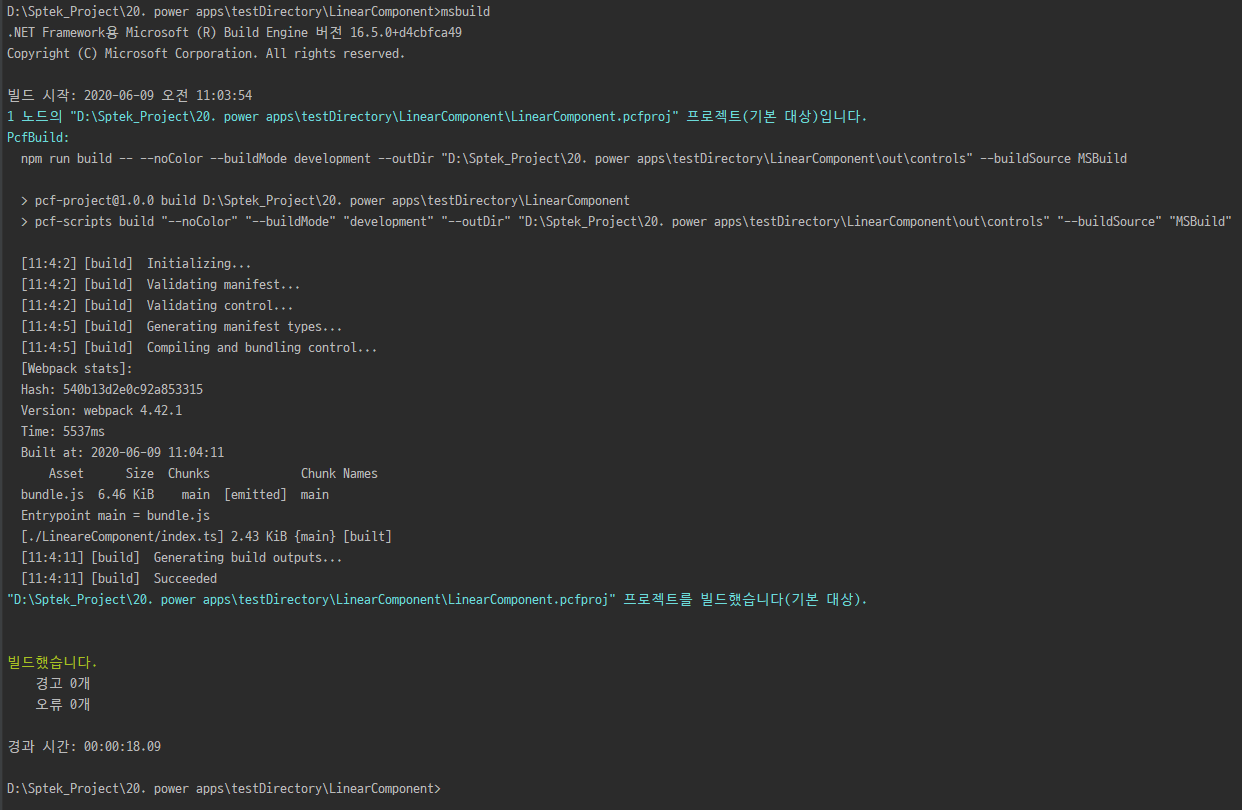 D:\Sptek_Project\20. power apps\testDirectory\LinearComponent>msbuild
.NET Framework용 Microsoft (R) Build Engine 버전 16.5.0+d4cbfca49
Copyright (C) Microsoft Corporation. All rights reserved.
빌드 시작: 2020-06-09 오전 11:03:54
1 노드의 "D:\Sptek_Project\20. power apps\testDirectory\LinearComponent\LinearComponent.pcfproj" 프로젝트(기본 대상)입니다.
PcfBuild:
npm run build -- --noColor --buildMode development --outDir "D:\Sptek_Project\20. power apps\testDirectory\LinearComponent\out\controls" --buildSource MSBuild
> pcf-project@1.0.0 build D:\Sptek_Project\20. power apps\testDirectory\LinearComponent
> pcf-scripts build "--noColor" "--buildMode" "development" "--outDir" "D:\Sptek_Project\20. power apps\testDirectory\LinearComponent\out\controls" "--buildSource" "MSBuild"
[11:4:2] [build]  Initializing...
[11:4:2] [build]  Validating manifest...
[11:4:2] [build]  Validating control...
[11:4:5] [build]  Generating manifest types...
[11:4:5] [build]  Compiling and bundling control...
[Webpack stats]:
Hash: 540b13d2e0c92a853315
Version: webpack 4.42.1
Time: 5537ms
Built at: 2020-06-09 11:04:11
Asset      Size  Chunks             Chunk Names
bundle.js  6.46 KiB    main  [emitted]  main
Entrypoint main = bundle.js
[./LineareComponent/index.ts] 2.43 KiB {main} [built]
[11:4:11] [build]  Generating build outputs...
[11:4:11] [build]  Succeeded
"D:\Sptek_Project\20. power apps\testDirectory\LinearComponent\LinearComponent.pcfproj" 프로젝트를 빌드했습니다(기본 대상).
빌드했습니다.
경고 0개
오류 0개
경과 시간: 00:00:18.09
D:\Sptek_Project\20. power apps\testDirectory\LinearComponent>